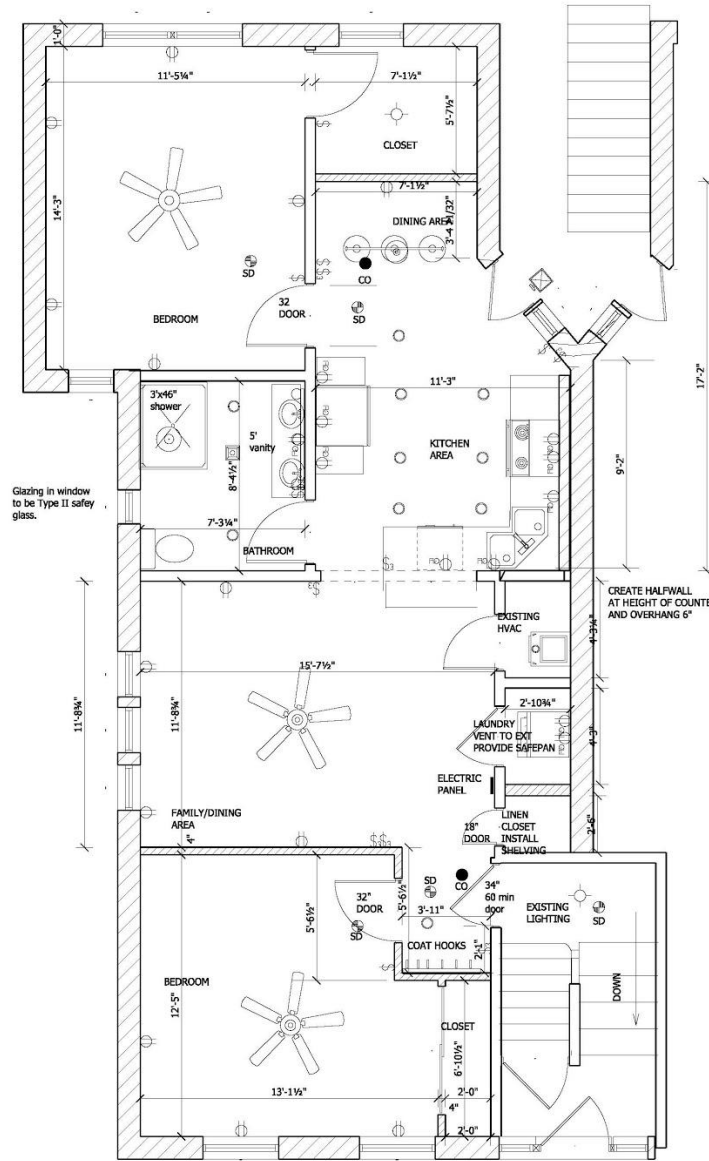 1'-0"
11'-5¼"
7'-1½"
5'-7½"
CLOSET
$$
7'-1½"
14'-3"
DINING AREA
3'-4 21/32"
SD
CO
SD
32
DOOR
BEDROOM
17'-2"
3'x46"
shower
11'-3"
5'
vanity
KITCHEN
AREA
9'-2"
8'-4½"
Glazing in window
to be Type II safey
glass.
7'-3¼"
BATHROOM
CREATE HALFWALL
AT HEIGHT OF COUNTE
AND OVERHANG 6"
EXISTING
HVAC
4'-3¼"
15'-7½"
2'-10¾"
11'-8¾"
11'-8¾"
LAUNDRY
VENT TO EXT
PROVIDE SAFEPAN
4'-3"
ELECTRIC
PANEL
FAMILY/DINING
AREA
4"
18"
DOOR
LINEN
CLOSET
INSTALL
SHELVING
2'-6"
SD
CO
34"
60 min
door
5'-6½"
5'-6½"
32"
DOOR
SD
3'-11"
EXISTING
LIGHTING
SD
COAT HOOKS
2'-1"
BEDROOM
12'-5"
DOWN
CLOSET
6'-10½"
13'-1½"
2'-0"
4"
2'-0"